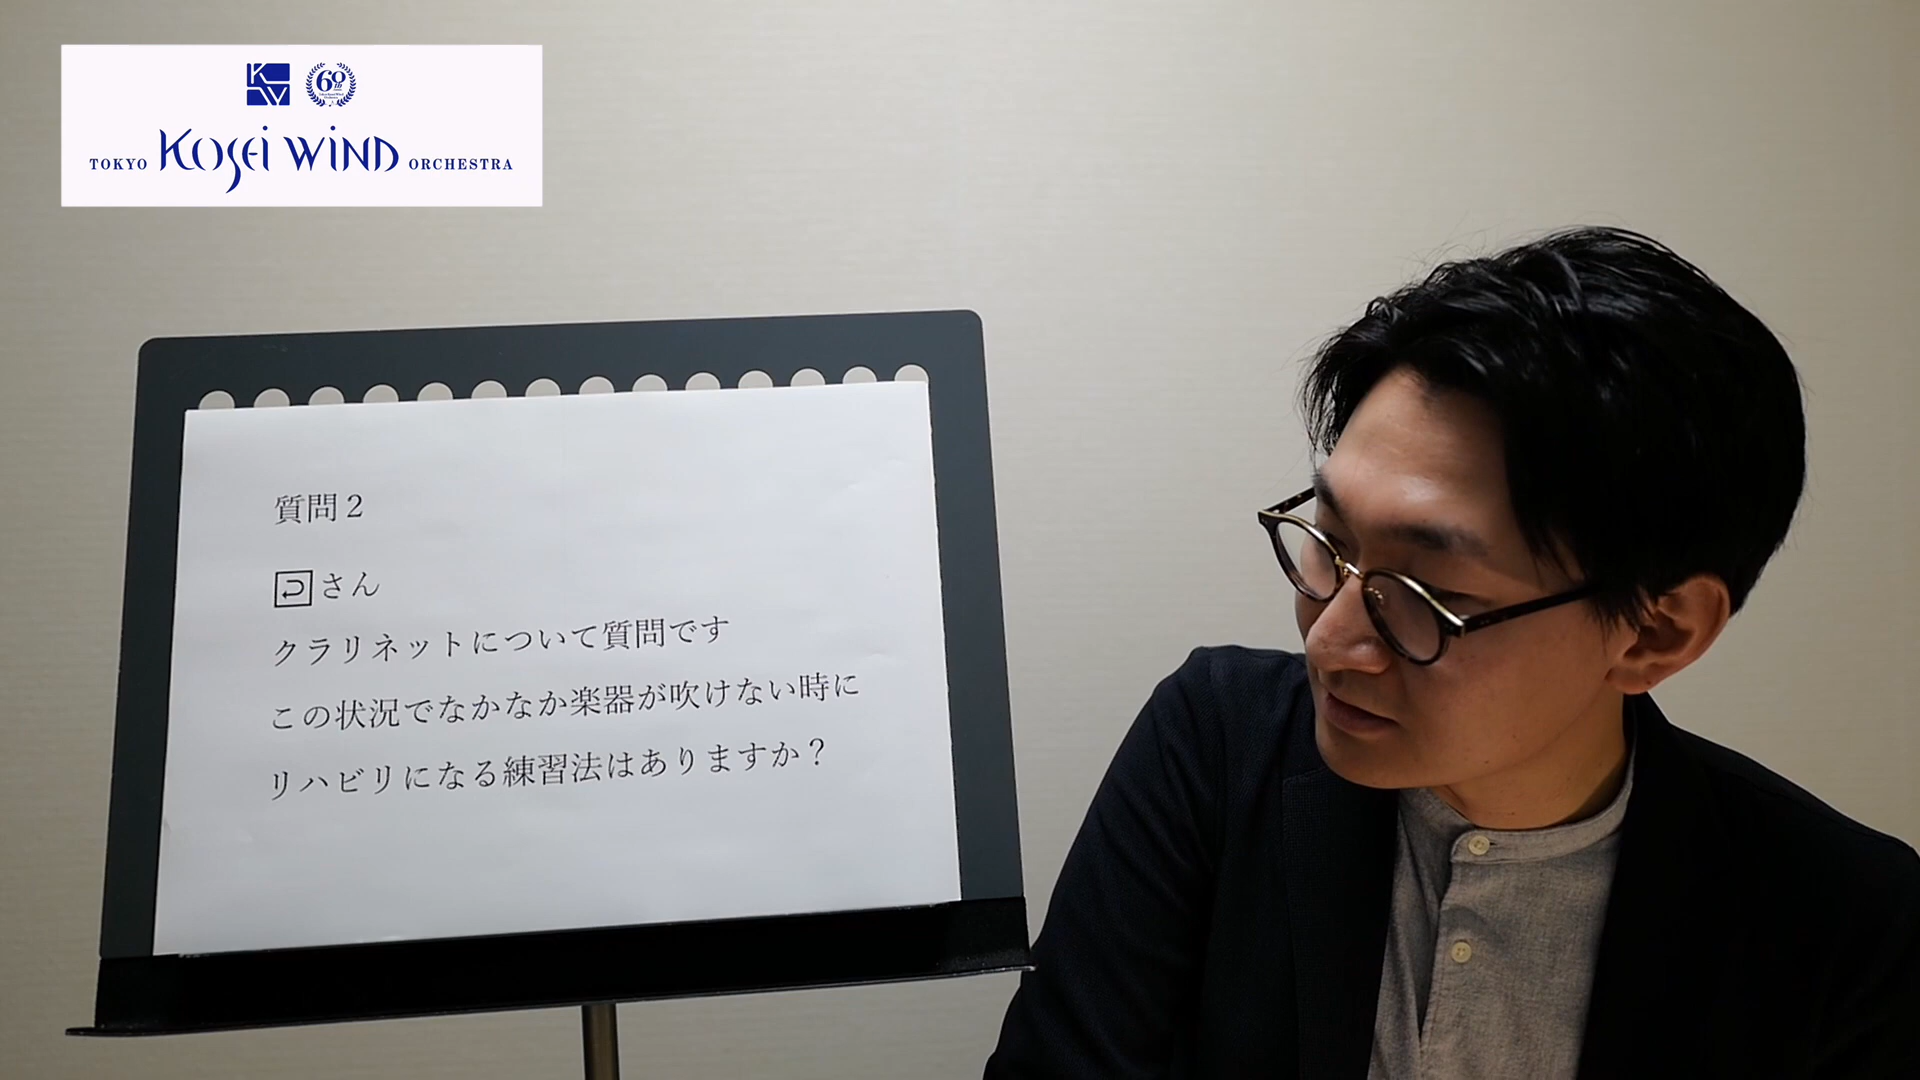 TOKYO KOSEI WIND ORCHESTRA
60th
質問2
さん
クラリネットについて質問です
この状況でなかなか楽器が吹けない時に
リハビリになる練習法はありますか？